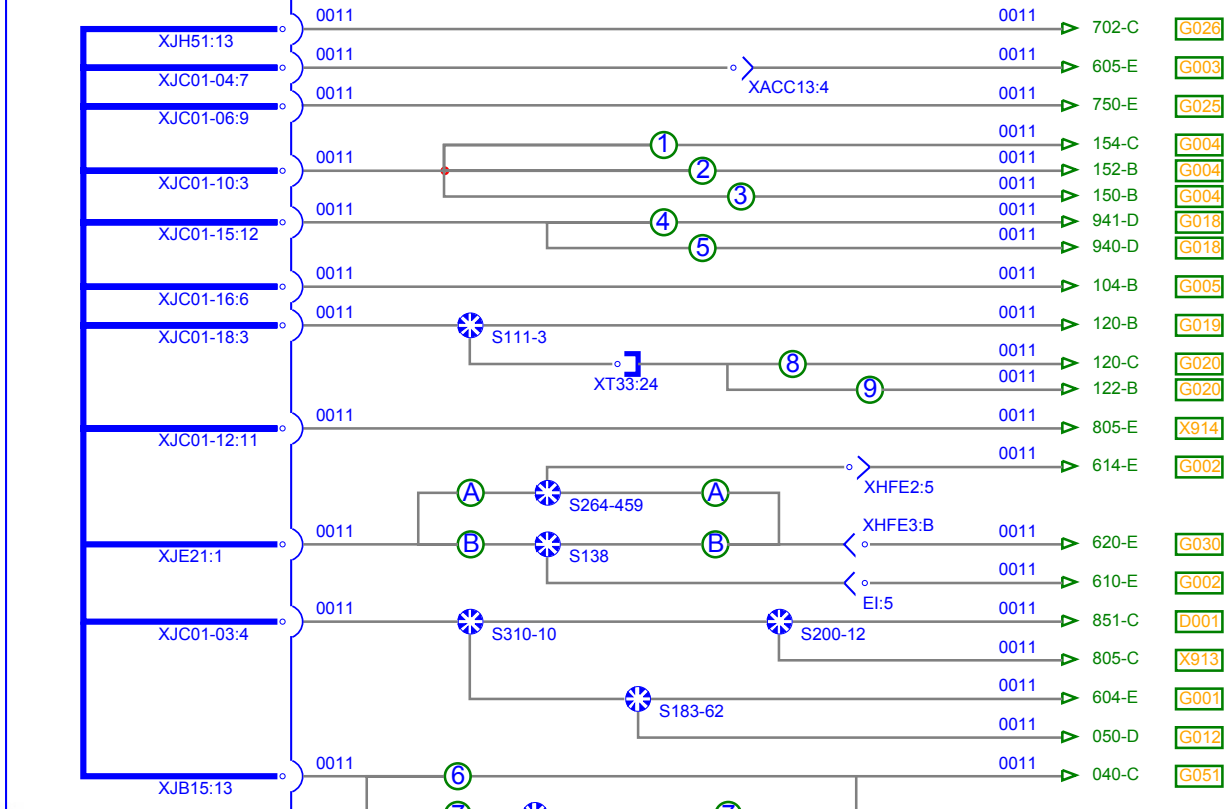 0011 0011 702-C G026
XJH51:13
0011 0011 605-E G003
XJC01-04:7 XACC13:4
0011 0011 750-E G025
XJC01-06:9
1 0011 154-C G004
0011 2 0011 152-B G004
XJC01-10:3
3 0011 150-B G004
0011 4 0011 941-D G018
XJC01-15:12
5 0011 940-D G018
0011 0011 104-B G005
XJC01-16:6
0011 0011 120-B G019
XJC01-18:3 S111-3
8 0011 120-C G020
XT33:24
9 0011 122-B G020
0011 0011 805-E X914
XJC01-12:11
0011 614-E G002
XHFE2:5
A A
S264-459
XHFE3:B
0011 B B 0011 620-E G030
XJE21:1 S138
0011 610-E G002
EI:5
0011 0011 851-C D001
XJC01-03:4 S310-10 S200-12
0011 805-C X913
0011 604-E G001
S183-62
0011 050-D G012
0011 6 0011 040-C G051
XJB15:13